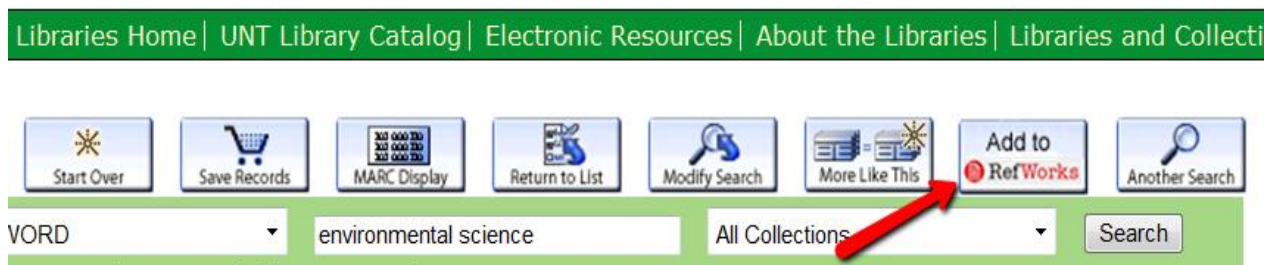 Libraries Home| UNT Library Catalog| Electronic Resources| About the Libraries| Libraries and Collecti
Add to
RefWorks
Start Over Save Records MARC Display Return to List Modify Search More Like This Another Search
VORD environmental science All Collections Search